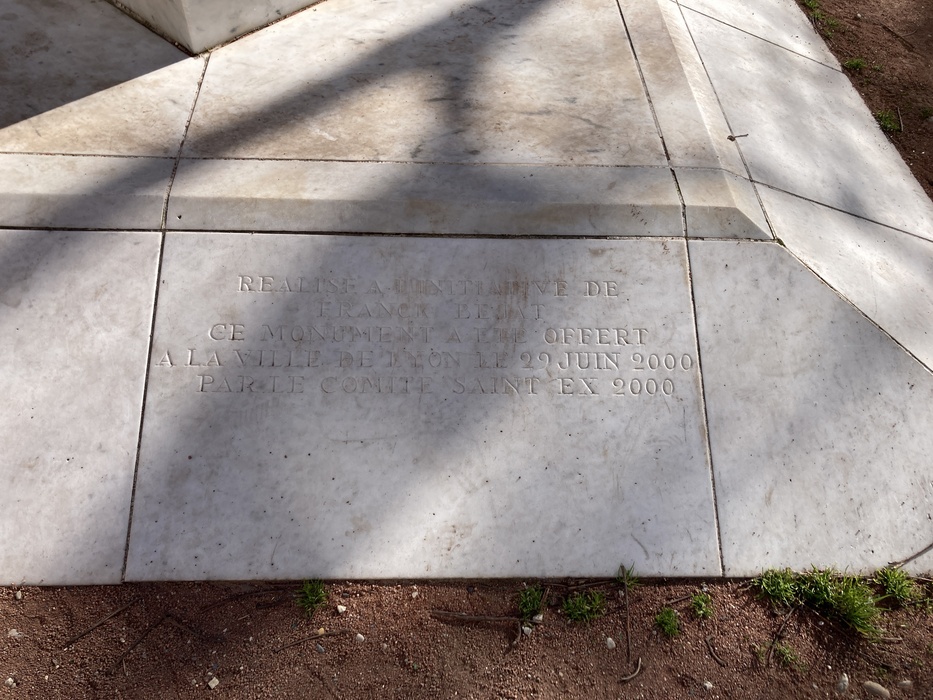 REALISE A L'INITIATIVE DE
FRANCK
CE MONUMENT A ETE OFFERT
A LA VILLE DE LYON LE 29 JUIN 2000
PAR LE COMITE SAINT EX 2000